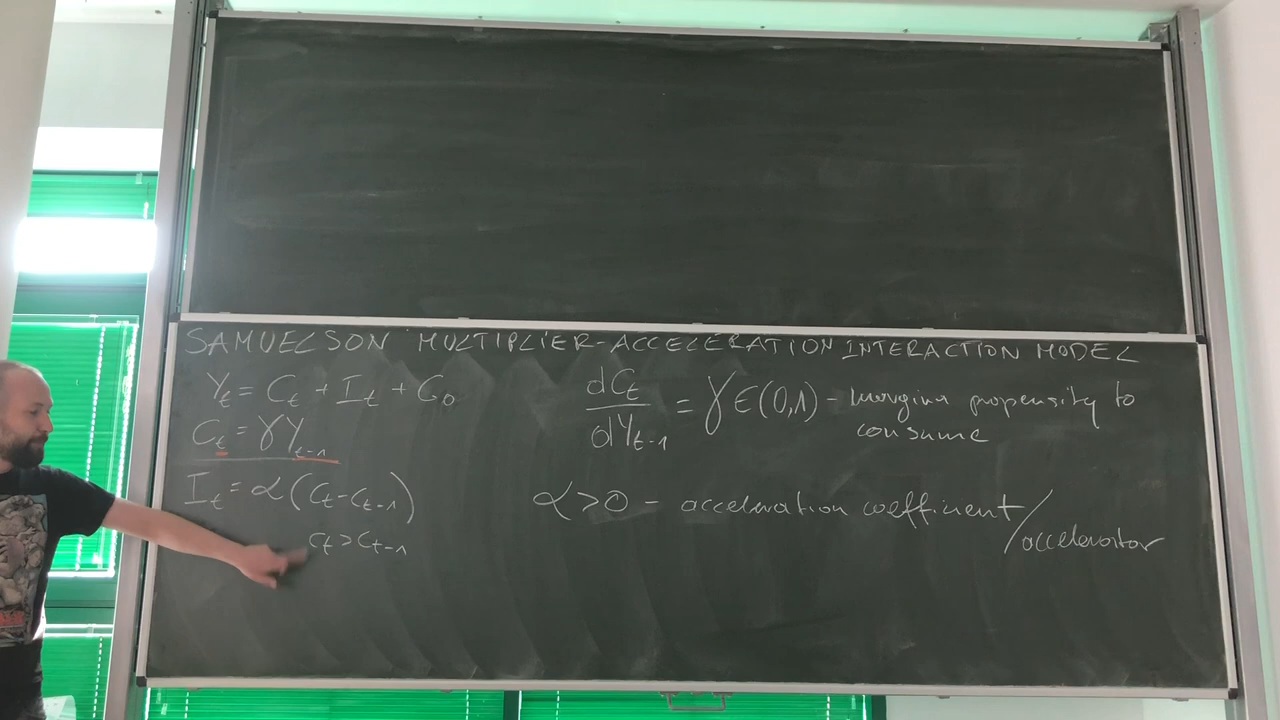 SAMUELSON MULTIPLIER-ACCELERATION INTERACTION MODEL
Yₜ = Cₜ + Iₜ + G₀
Cₜ = γYₜ₋₁
Iₜ = α(Cₜ - Cₜ₋₁)
Cₜ > Cₜ₋₁
dCₜ/dYₜ₋₁ = γ ∈ (0,1) - propensity to
consume
α > 0 - acceleration coefficient/
/accelerator